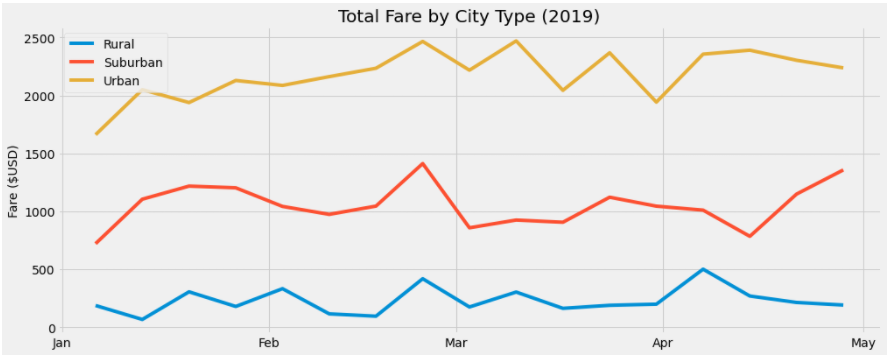 Total Fare by City Type (2019)
Rural
Suburban
Urban
Fare ($USD)
2500
2000
1500
1000
500
0
Jan Feb Mar Apr May